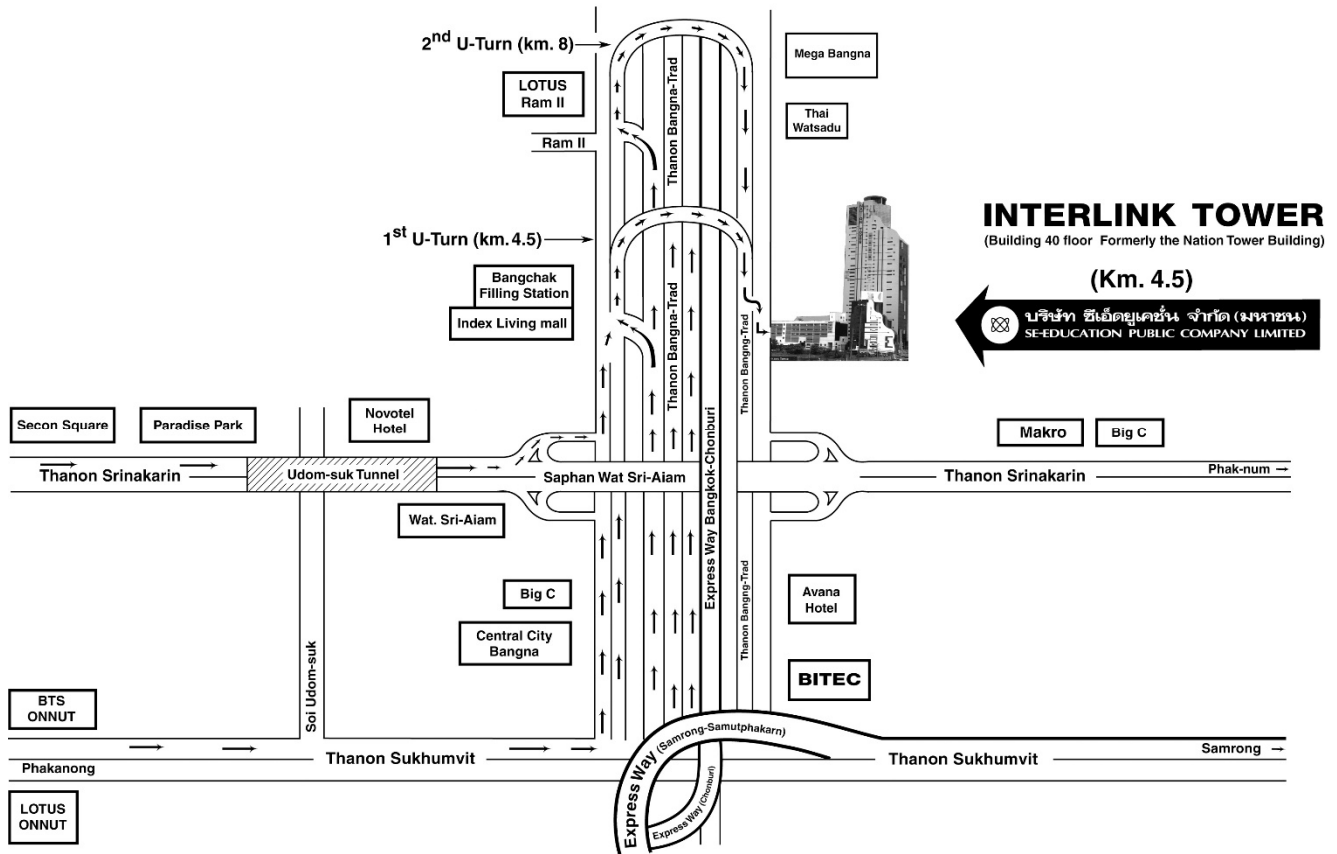 2nd U-Turn (km. 8)
Mega Bangna
LOTUS
Ram II
Thanon Bangna-Trad
Thai
Watsadu
Ram II
INTERLINK TOWER
(Building 40 floor Formerly the Nation Tower Building)
1st U-Turn (km. 4.5)
(Km. 4.5)
Bangchak
Filling Station
Index Living mall
บริษัท ซีเอ็ดยูเคชั่น จำกัด (มหาชน)
SE-EDUCATION PUBLIC COMPANY LIMITED
Thanon Bangna-Trad
Thanon Bangng-Trad
Express Way Bangkok-Chonburi
Secon Square
Paradise Park
Novotel
Hotel
Makro
Big C
Thanon Srinakarin
Udom-suk Tunnel
Saphan Wat Sri-Aiam
Thanon Srinakarin
Phak-num
Wat. Sri-Aiam
Big C
Avana
Hotel
Thanon Bangng-Trad
Central City
Bangna
BITEC
Soi Udom-suk
BTS
ONNUT
Express Way (Samrong-Samutphakarn)
Thanon Sukhumvit
Thanon Sukhumvit
Samrong
Phakanong
Express Way (Chonburi)
LOTUS
ONNUT